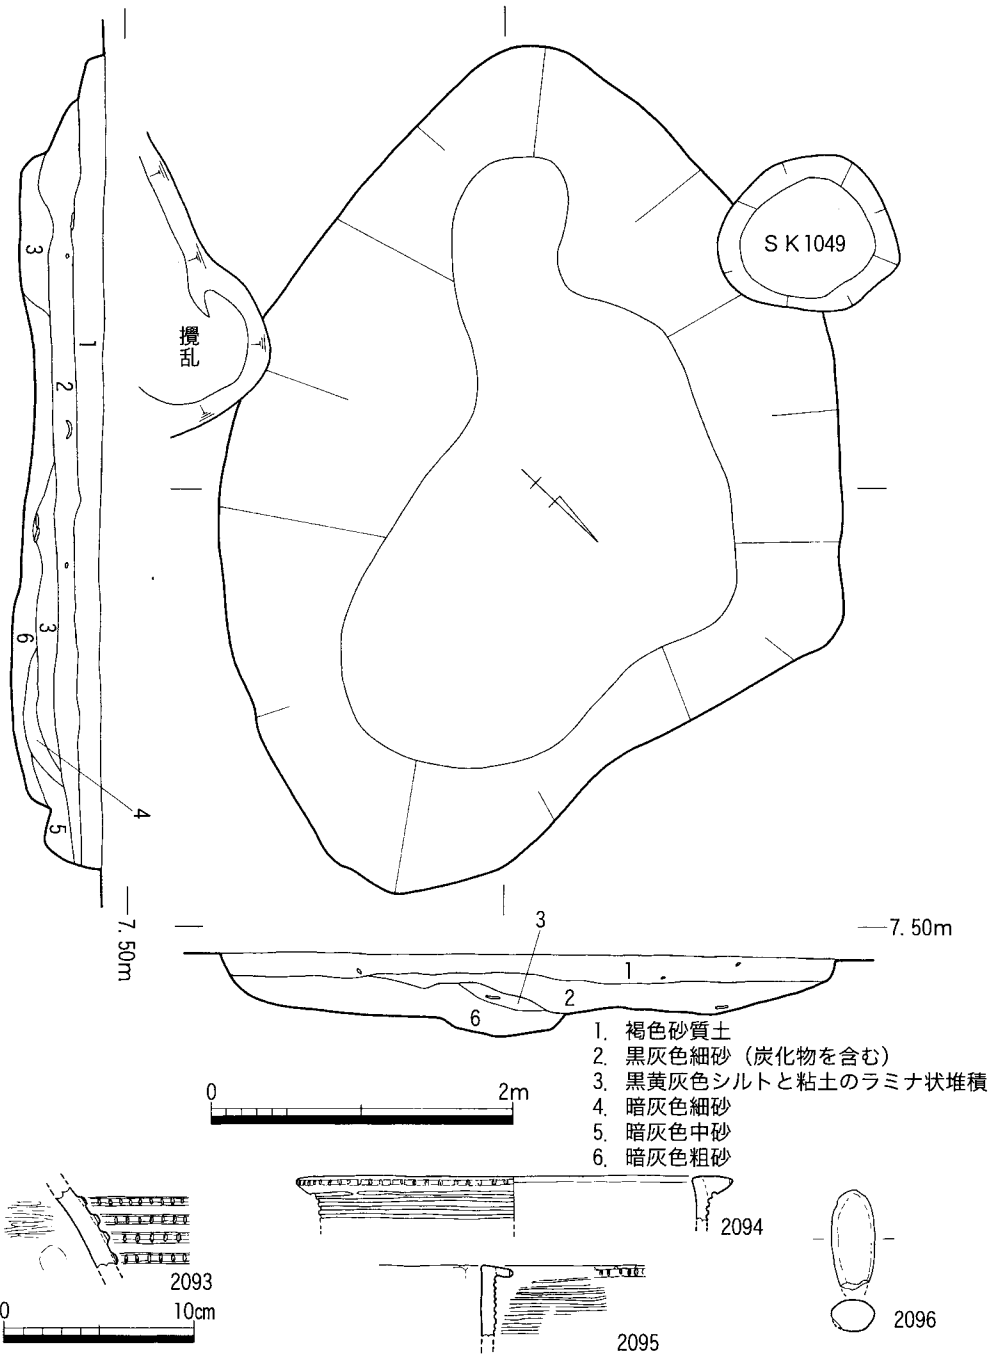 3
1
2
3
6
4
5
7.50m
攪乱
ＳＫ1049
3
7.50m
1
2
6
1. 褐色砂質土
2. 黒灰色細砂（炭化物を含む）
3. 黒黄灰色シルトと粘土のラミナ状堆積
4. 暗灰色細砂
5. 暗灰色中砂
6. 暗灰色粗砂
0 2m
2093
2094
2095
2096
0 10cm